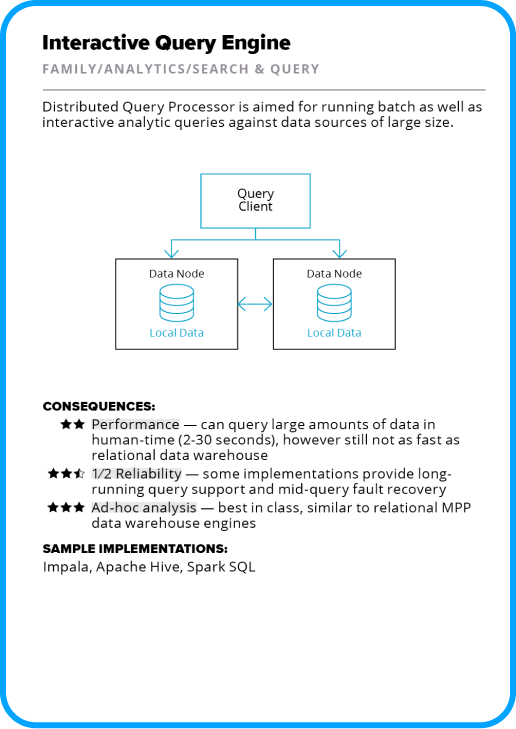 Interactive Query Engine
FAMILY/ANALYTICS/SEARCH & QUERY
Distributed Query Processor is aimed for running batch as well as
interactive analytic queries against data sources of large size.
Query
Client
Data Node
Local Data
Data Node
Local Data
CONSEQUENCES:
★★ Performance — can query large amounts of data in
human-time (2-30 seconds), however still not as fast as
relational data warehouse
★★⯪ 1/2 Reliability — some implementations provide long-
running query support and mid-query fault recovery
★★★ Ad-hoc analysis — best in class, similar to relational MPP
data warehouse engines
SAMPLE IMPLEMENTATIONS:
Impala, Apache Hive, Spark SQL